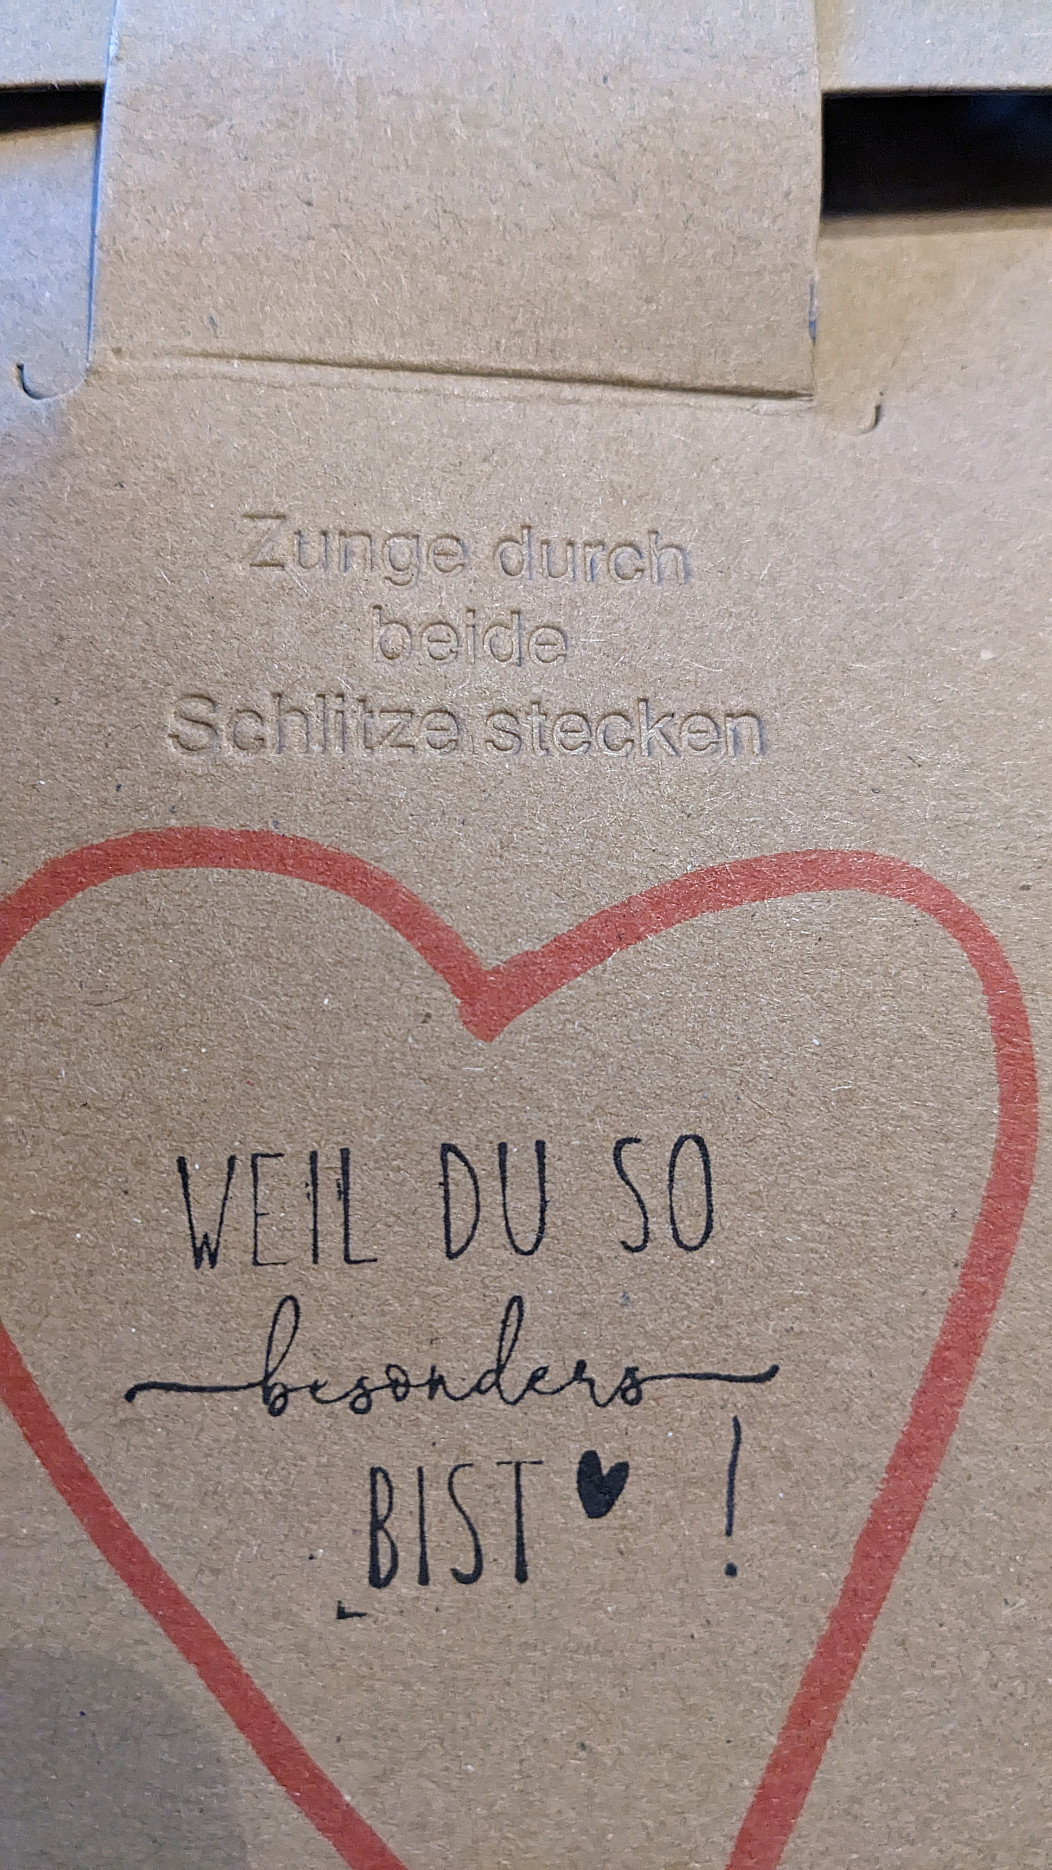 Zunge durch
beide
Schlitze stecken
WEIL DU SO
besonders
BIST !